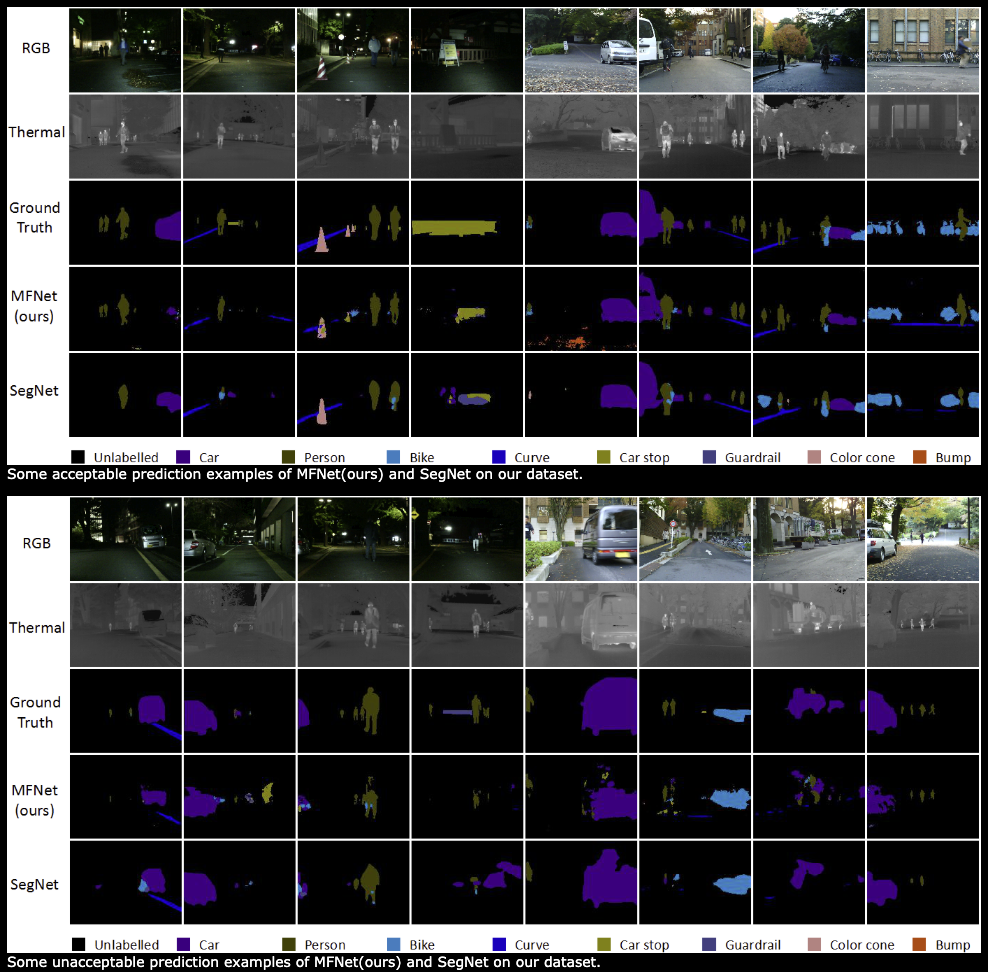 RGB
Thermal
Ground
Truth
MFNet
(ours)
SegNet
Unlabelled Car Person Bike Curve Car stop Guardrail Color cone Bump
Some acceptable prediction examples of MFNet(ours) and SegNet on our dataset.
RGB
Thermal
Ground
Truth
MFNet
(ours)
SegNet
Unlabelled Car Person Bike Curve Car stop Guardrail Color cone Bump
Some unacceptable prediction examples of MFNet(ours) and SegNet on our dataset.